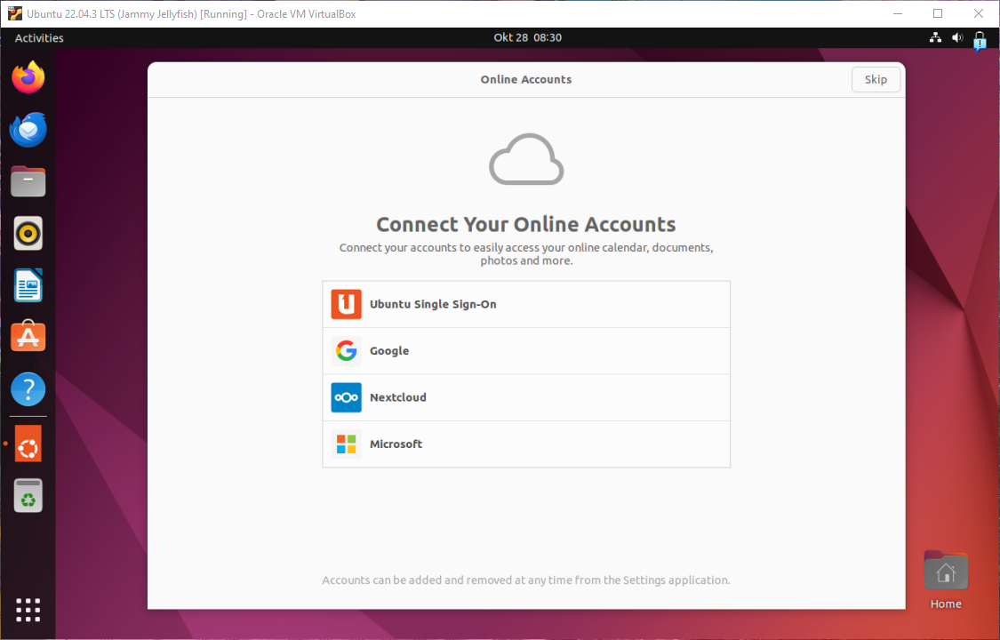 Ubuntu 22.04.3 LTS (Jammy Jellyfish) [Running] - Oracle VM VirtualBox
Activities
Okt 28 08:30
Online Accounts
Skip
Connect Your Online Accounts
Connect your accounts to easily access your online calendar, documents,
photos and more.
Ubuntu Single Sign-On
Google
Nextcloud
Microsoft
Accounts can be added and removed at any time from the Settings application.
Home